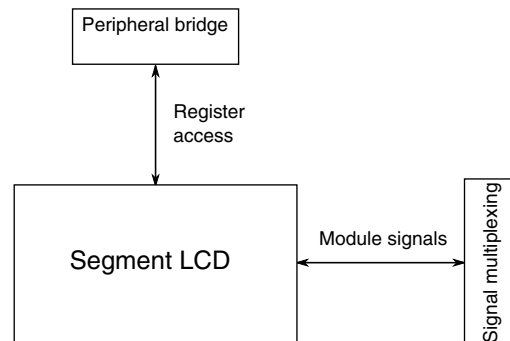 Peripheral bridge
Register
access
Segment LCD
Module signals
Signal multiplexing